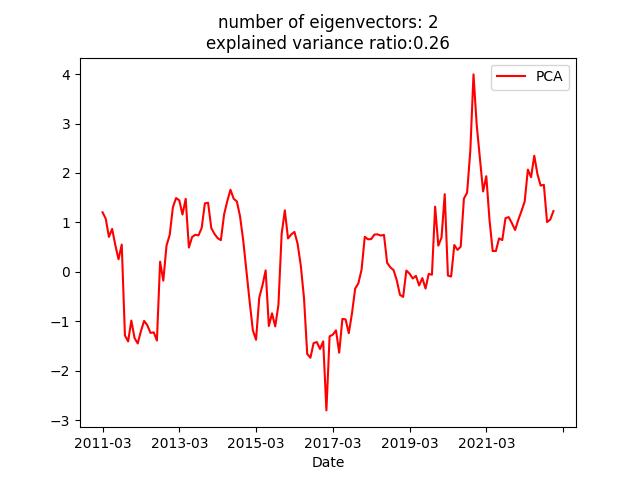 number of eigenvectors: 2
explained variance ratio:0.26
PCA
4
3
2
1
0
−1
−2
−3
2011-03 2013-03 2015-03 2017-03 2019-03 2021-03
Date